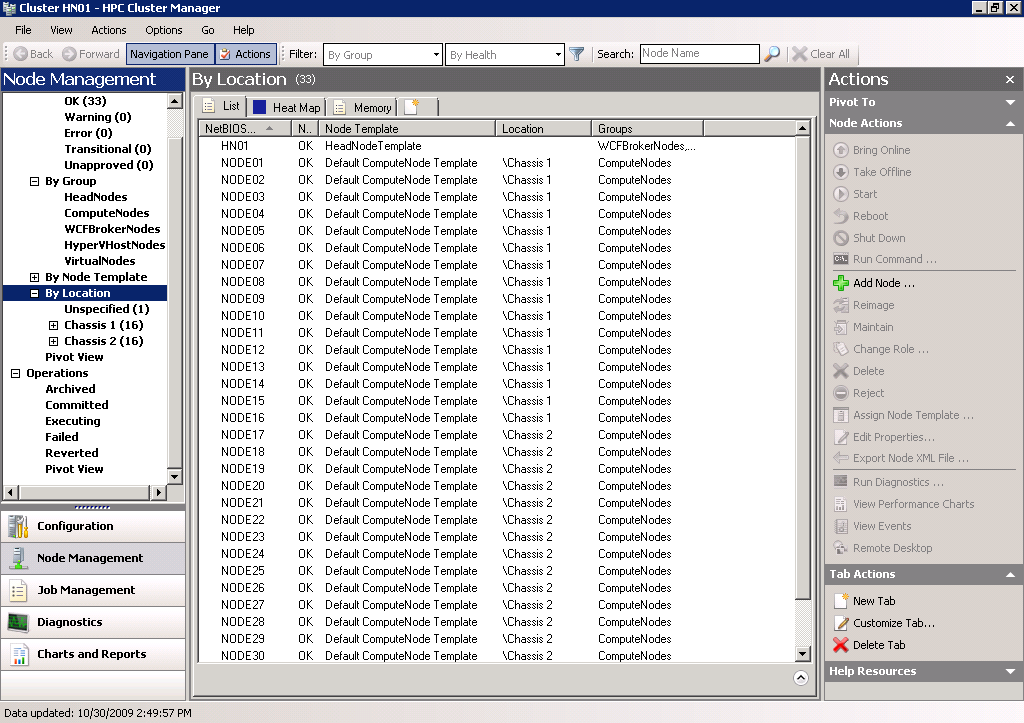 Cluster HN01 - HPC Cluster Manager
File View Actions Options Go Help
Back Forward Navigation Pane Actions Filter: By Group By Health Search: Node Name Clear All
Node Management
OK (33)
Warning (0)
Error (0)
Transitional (0)
Unapproved (0)
By Group
HeadNodes
ComputeNodes
WCFBrokerNodes
HyperVHostNodes
VirtualNodes
By Node Template
By Location
Unspecified (1)
Chassis 1 (16)
Chassis 2 (16)
Pivot View
Operations
Archived
Committed
Executing
Failed
Reverted
Pivot View
Configuration
Node Management
Job Management
Diagnostics
Charts and Reports
By Location (33)
List Heat Map Memory
NetBIOS... N.. Node Template Location Groups
HN01 OK HeadNodeTemplate WCFBrokerNodes,...
NODE01 OK Default ComputeNode Template \Chassis 1 ComputeNodes
NODE02 OK Default ComputeNode Template \Chassis 1 ComputeNodes
NODE03 OK Default ComputeNode Template \Chassis 1 ComputeNodes
NODE04 OK Default ComputeNode Template \Chassis 1 ComputeNodes
NODE05 OK Default ComputeNode Template \Chassis 1 ComputeNodes
NODE06 OK Default ComputeNode Template \Chassis 1 ComputeNodes
NODE07 OK Default ComputeNode Template \Chassis 1 ComputeNodes
NODE08 OK Default ComputeNode Template \Chassis 1 ComputeNodes
NODE09 OK Default ComputeNode Template \Chassis 1 ComputeNodes
NODE10 OK Default ComputeNode Template \Chassis 1 ComputeNodes
NODE11 OK Default ComputeNode Template \Chassis 1 ComputeNodes
NODE12 OK Default ComputeNode Template \Chassis 1 ComputeNodes
NODE13 OK Default ComputeNode Template \Chassis 1 ComputeNodes
NODE14 OK Default ComputeNode Template \Chassis 1 ComputeNodes
NODE15 OK Default ComputeNode Template \Chassis 1 ComputeNodes
NODE16 OK Default ComputeNode Template \Chassis 1 ComputeNodes
NODE17 OK Default ComputeNode Template \Chassis 2 ComputeNodes
NODE18 OK Default ComputeNode Template \Chassis 2 ComputeNodes
NODE19 OK Default ComputeNode Template \Chassis 2 ComputeNodes
NODE20 OK Default ComputeNode Template \Chassis 2 ComputeNodes
NODE21 OK Default ComputeNode Template \Chassis 2 ComputeNodes
NODE22 OK Default ComputeNode Template \Chassis 2 ComputeNodes
NODE23 OK Default ComputeNode Template \Chassis 2 ComputeNodes
NODE24 OK Default ComputeNode Template \Chassis 2 ComputeNodes
NODE25 OK Default ComputeNode Template \Chassis 2 ComputeNodes
NODE26 OK Default ComputeNode Template \Chassis 2 ComputeNodes
NODE27 OK Default ComputeNode Template \Chassis 2 ComputeNodes
NODE28 OK Default ComputeNode Template \Chassis 2 ComputeNodes
NODE29 OK Default ComputeNode Template \Chassis 2 ComputeNodes
NODE30 OK Default ComputeNode Template \Chassis 2 ComputeNodes
Actions
Pivot To
Node Actions
Bring Online
Take Offline
Start
Reboot
Shut Down
Run Command ...
Add Node ...
Reimage
Maintain
Change Role ...
Delete
Reject
Assign Node Template ...
Edit Properties...
Export Node XML File ...
Run Diagnostics ...
View Performance Charts
View Events
Remote Desktop
Tab Actions
New Tab
Customize Tab...
Delete Tab
Help Resources
Data updated: 10/30/2009 2:49:57 PM